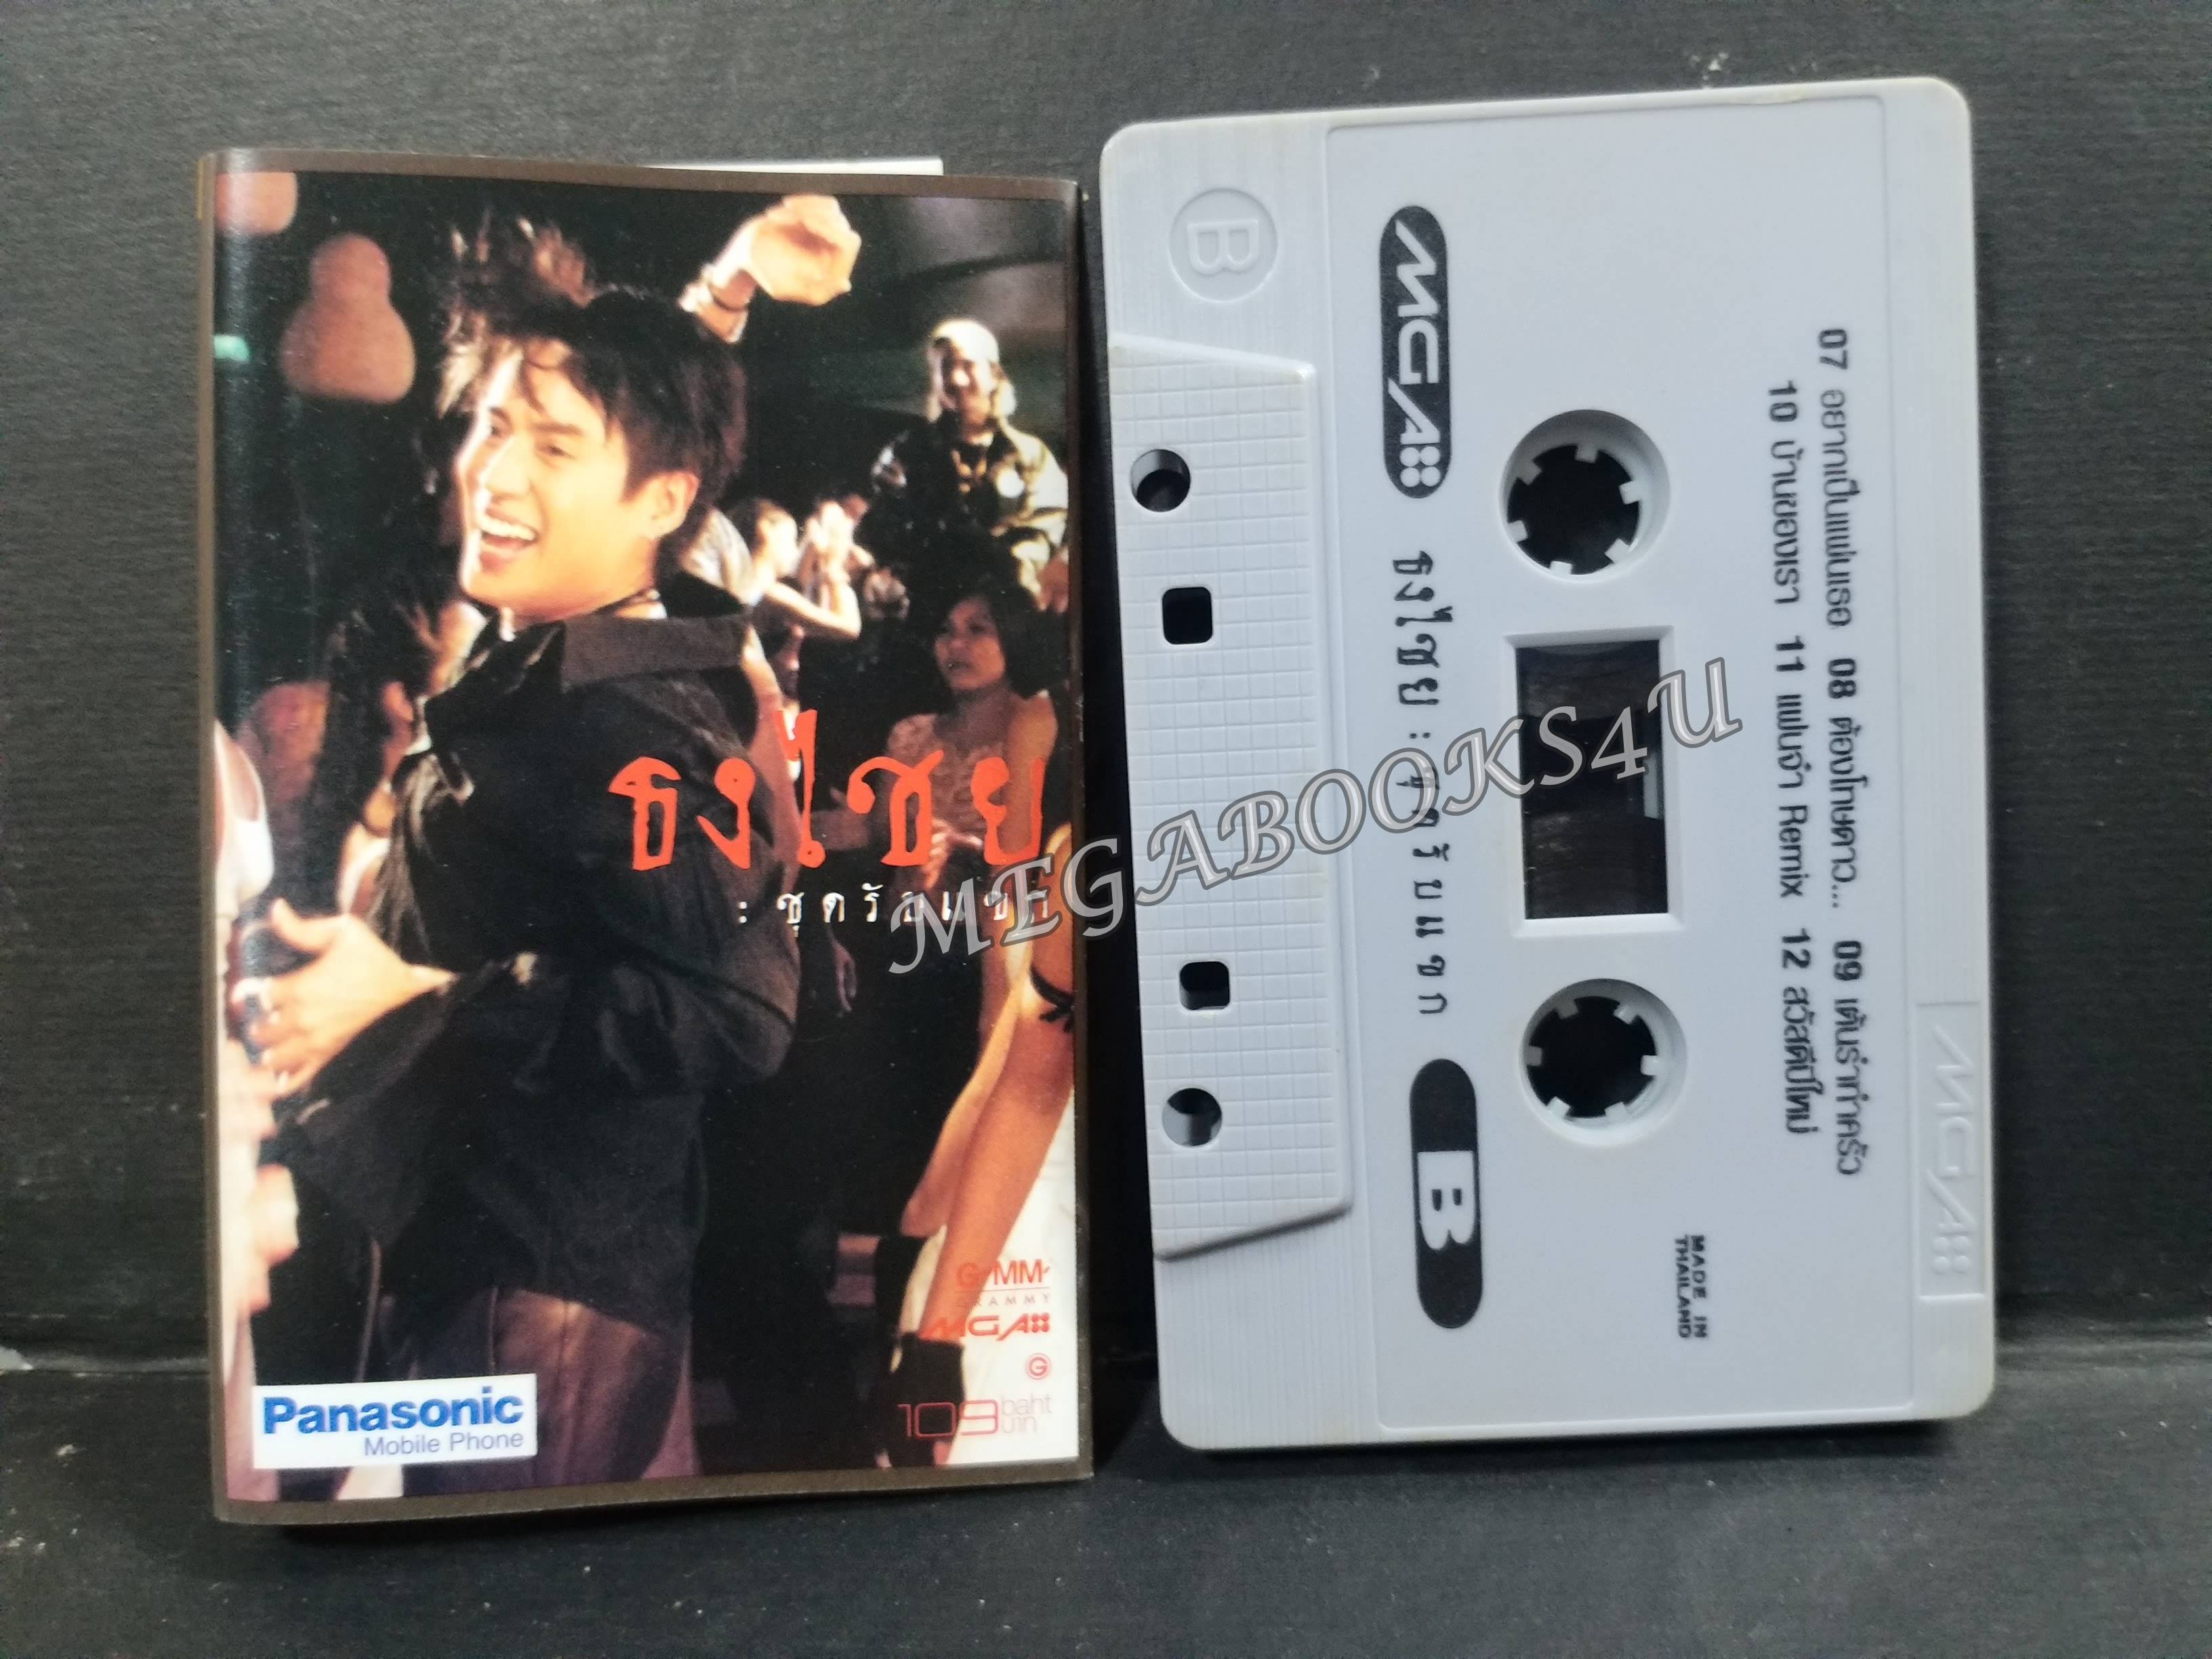 ธงไชย
: ชุดรับแขก
G"MM'
GRAMMY
MGA
G
109 baht บาท
Panasonic
Mobile Phone
MEGABOOKS4U
B
MGA
ธงไชย : ชุดรับแขก
B
07 อยากเป็นแฟนเธอ 08 ต้องโทษดาว... 09 เต้นรำทำครัว
10 บ้านของเรา 11 แฟนจ๋า Remix 12 สวัสดีปีใหม่
MADE IN
THAILAND
MGA